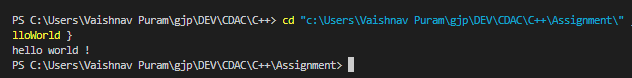 PS C:\Users\Vaishnav Puram\gjp\DEV\CDAC\C++> cd "c:\Users\Vaishnav Puram\gjp\DEV\CDAC\C++\Assignment\"
lloWorld }
hello world !
PS C:\Users\Vaishnav Puram\gjp\DEV\CDAC\C++\Assignment>